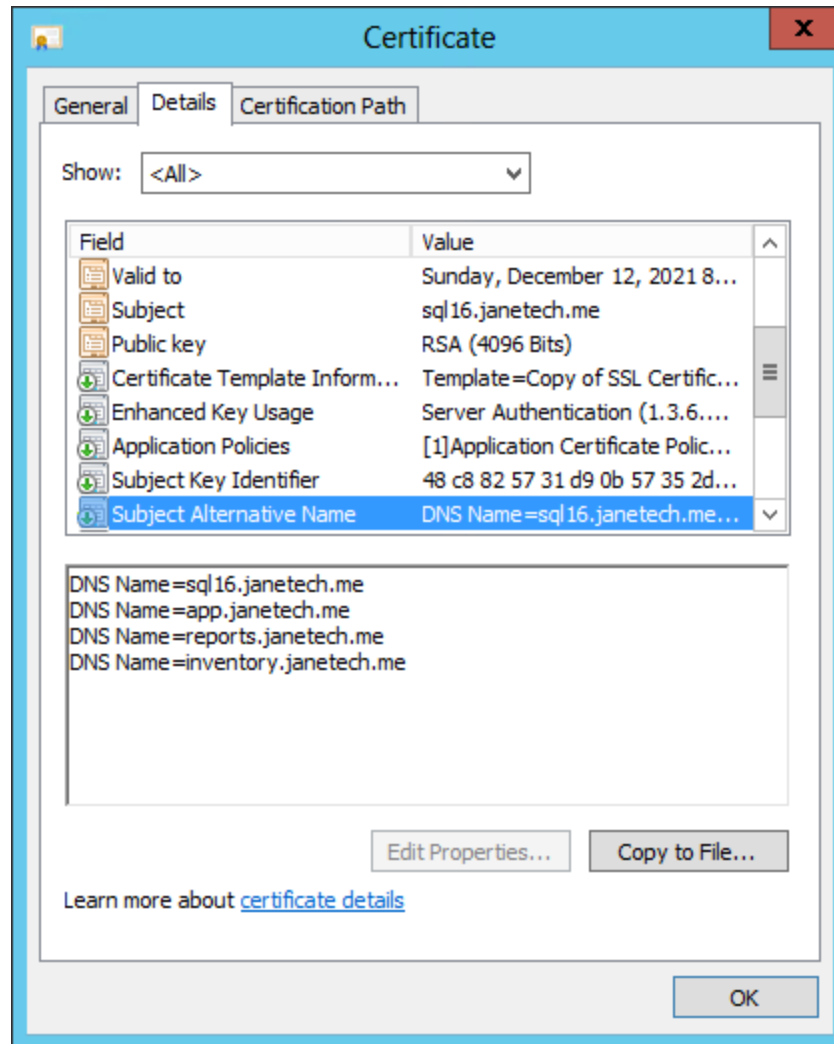 Certificate
x
General Details Certification Path
Show: <All>
Field Value
Valid to Sunday, December 12, 2021 8...
Subject sql16.janetech.me
Public key RSA (4096 Bits)
Certificate Template Inform... Template=Copy of SSL Certific...
Enhanced Key Usage Server Authentication (1.3.6....
Application Policies [1]Application Certificate Polic...
Subject Key Identifier 48 c8 82 57 31 d9 0b 57 35 2d...
Subject Alternative Name DNS Name=sql16.janetech.me...
DNS Name=sql16.janetech.me
DNS Name=app.janetech.me
DNS Name=reports.janetech.me
DNS Name=inventory.janetech.me
Edit Properties... Copy to File...
Learn more about certificate details
OK